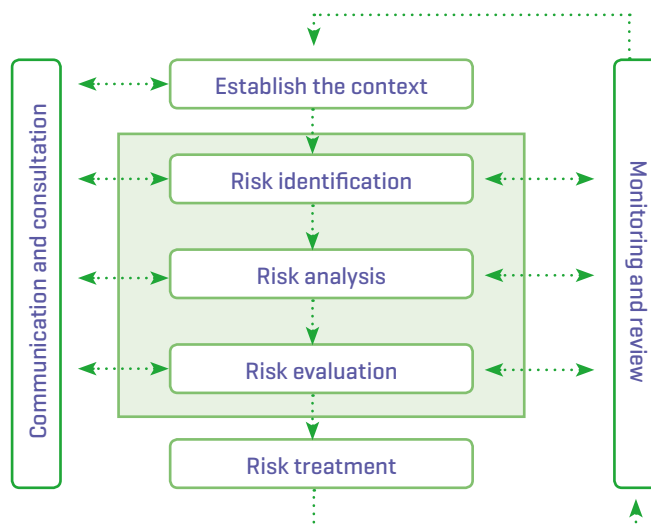 Communication and consultation
Establish the context
Risk identification
Risk analysis
Risk evaluation
Risk treatment
Monitoring and review